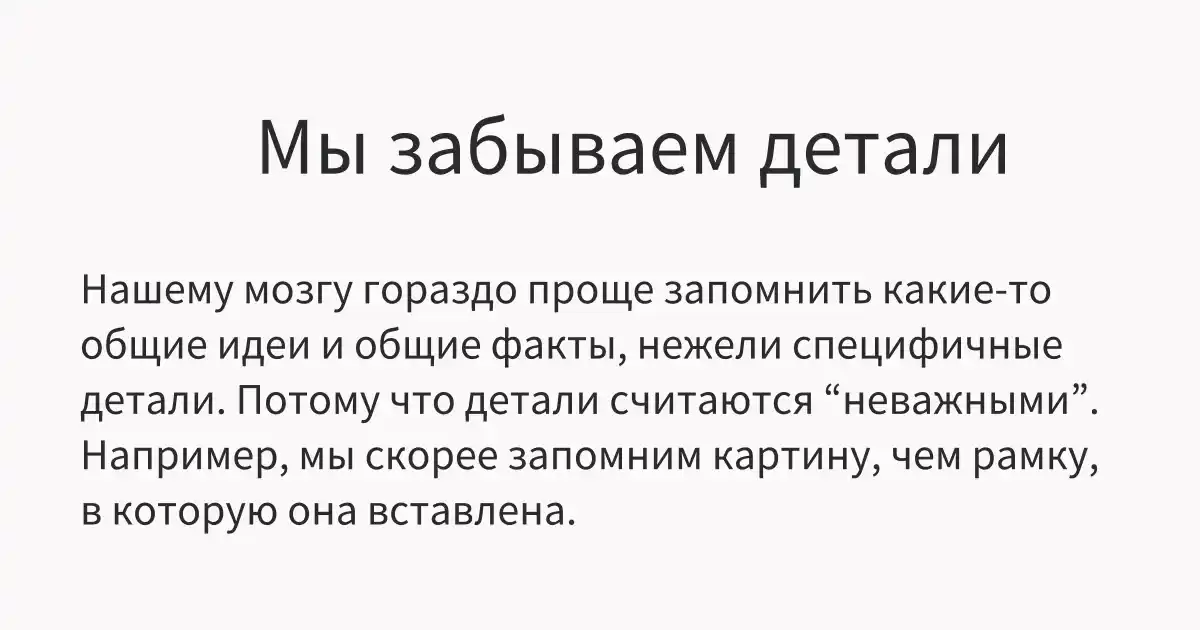 Мы забываем детали
Нашему мозгу гораздо проще запомнить какие-то
общие идеи и общие факты, нежели специфичные
детали. Потому что детали считаются “неважными”.
Например, мы скорее запомним картину, чем рамку,
в которую она вставлена.